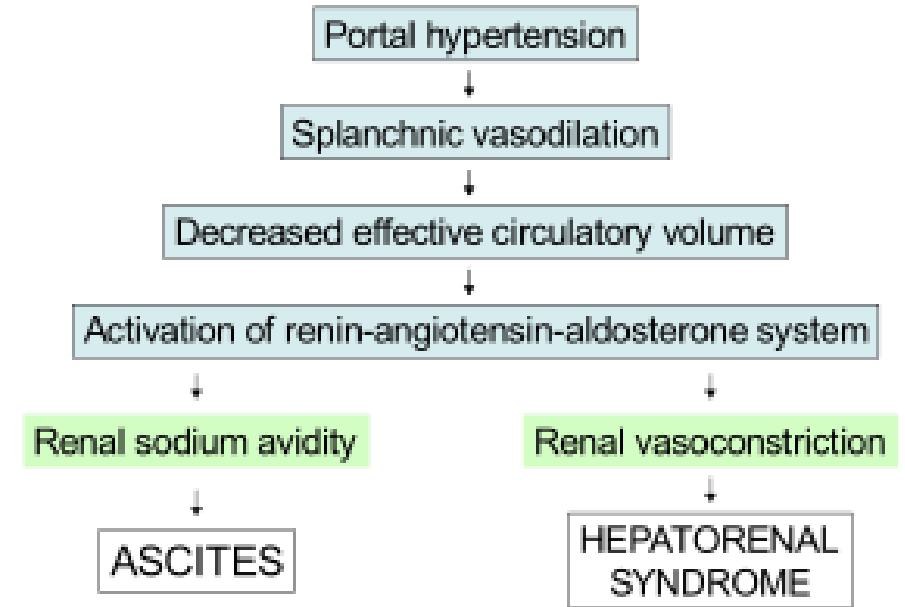 Portal hypertension
Splanchnic vasodilation
Decreased effective circulatory volume
Activation of renin-angiotensin-aldosterone system
Renal sodium avidity
Renal vasoconstriction
ASCITES
HEPATORENAL
SYNDROME